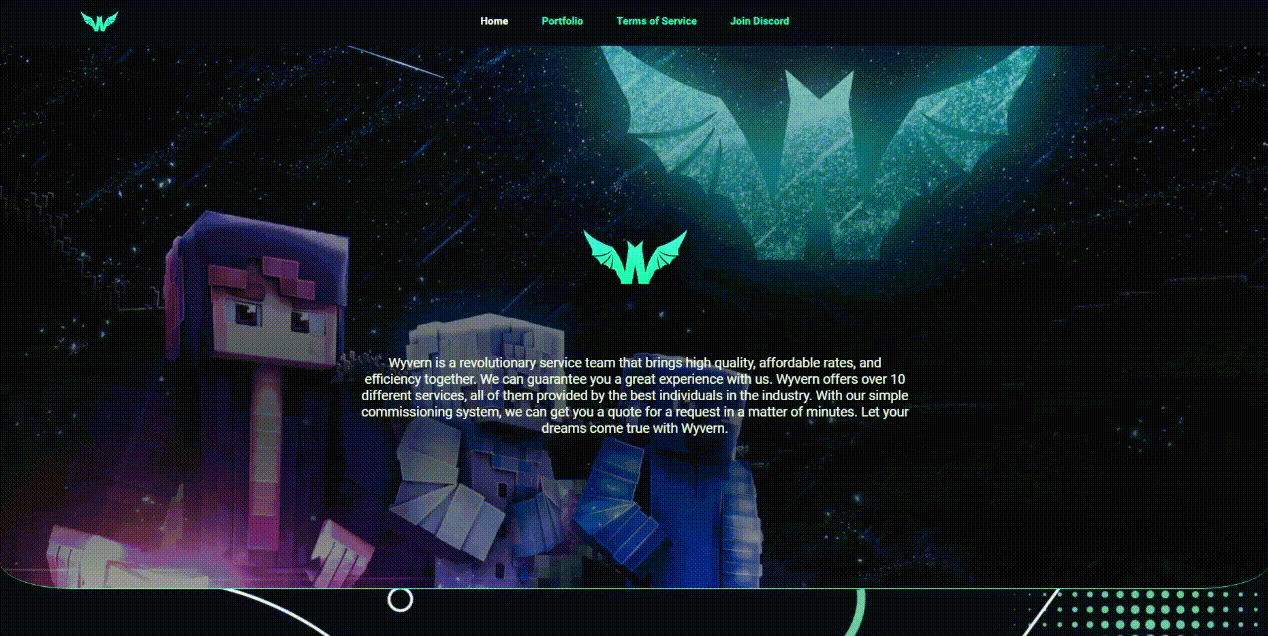 Home Portfolio Terms of Service Join Discord
Wyvern is a revolutionary service team that brings high quality, affordable rates, and
efficiency together. We can guarantee you a great experience with us. Wyvern offers over 10
different services, all of them provided by the best individuals in the industry. With our simple
commissioning system, we can get you a quote for a request in a matter of minutes. Let your
dreams come true with Wyvern.